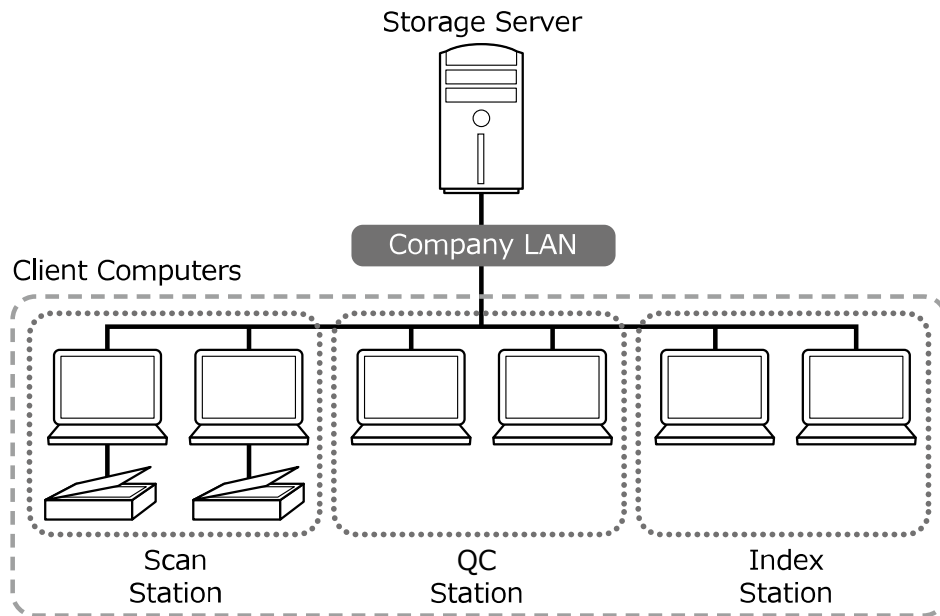 Storage Server
Company LAN
Client Computers
Scan
Station
QC
Station
Index
Station